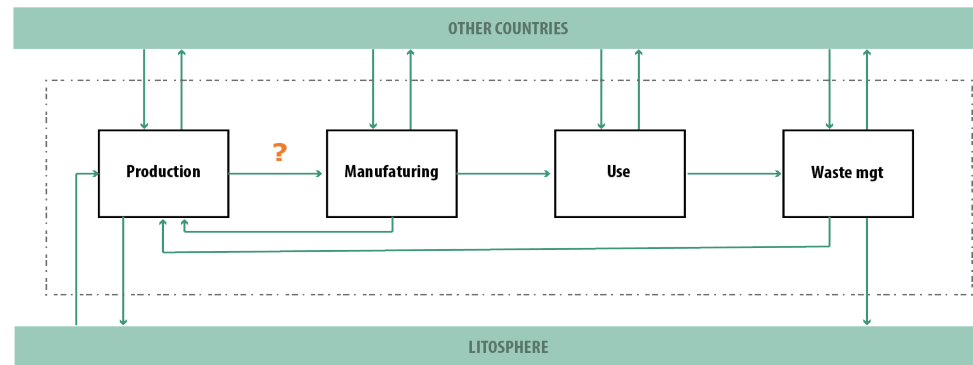 OTHER COUNTRIES
?
Production
Manufaturing
Use
Waste mgt
LITOSPHERE